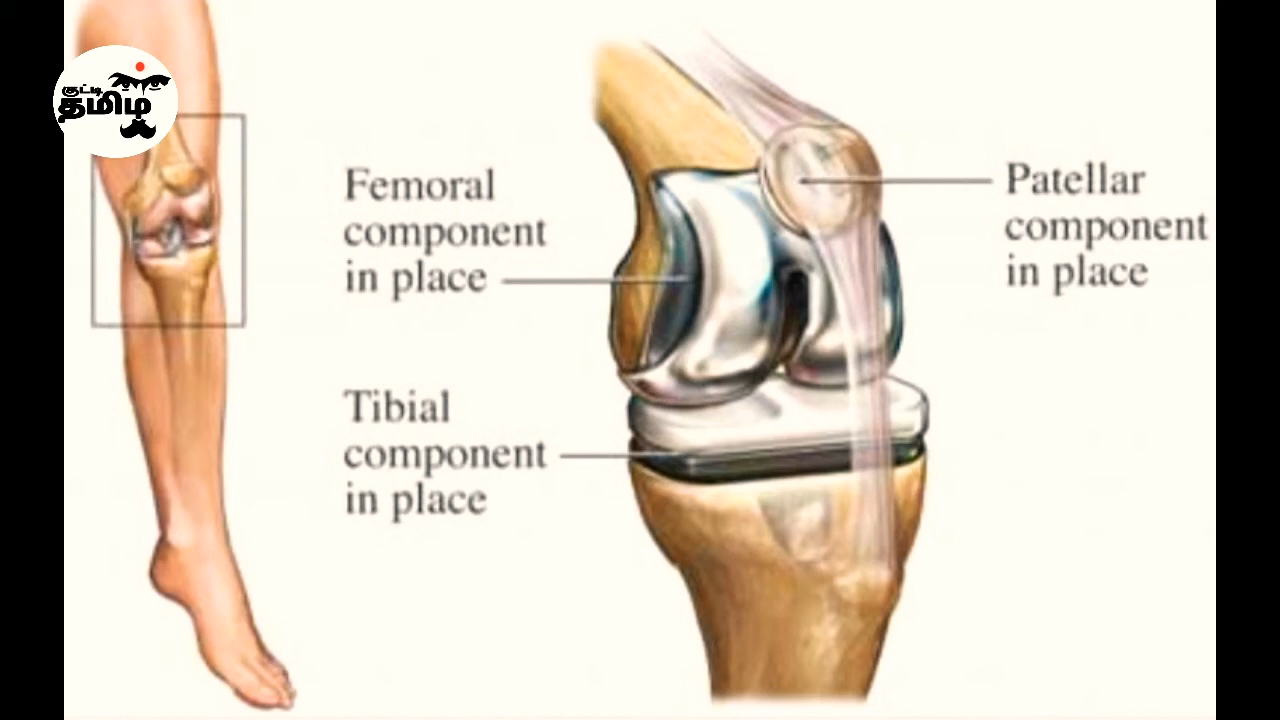 குட்டி
தமிழ்
Femoral
component
in place
Patellar
component
in place
Tibial
component
in place